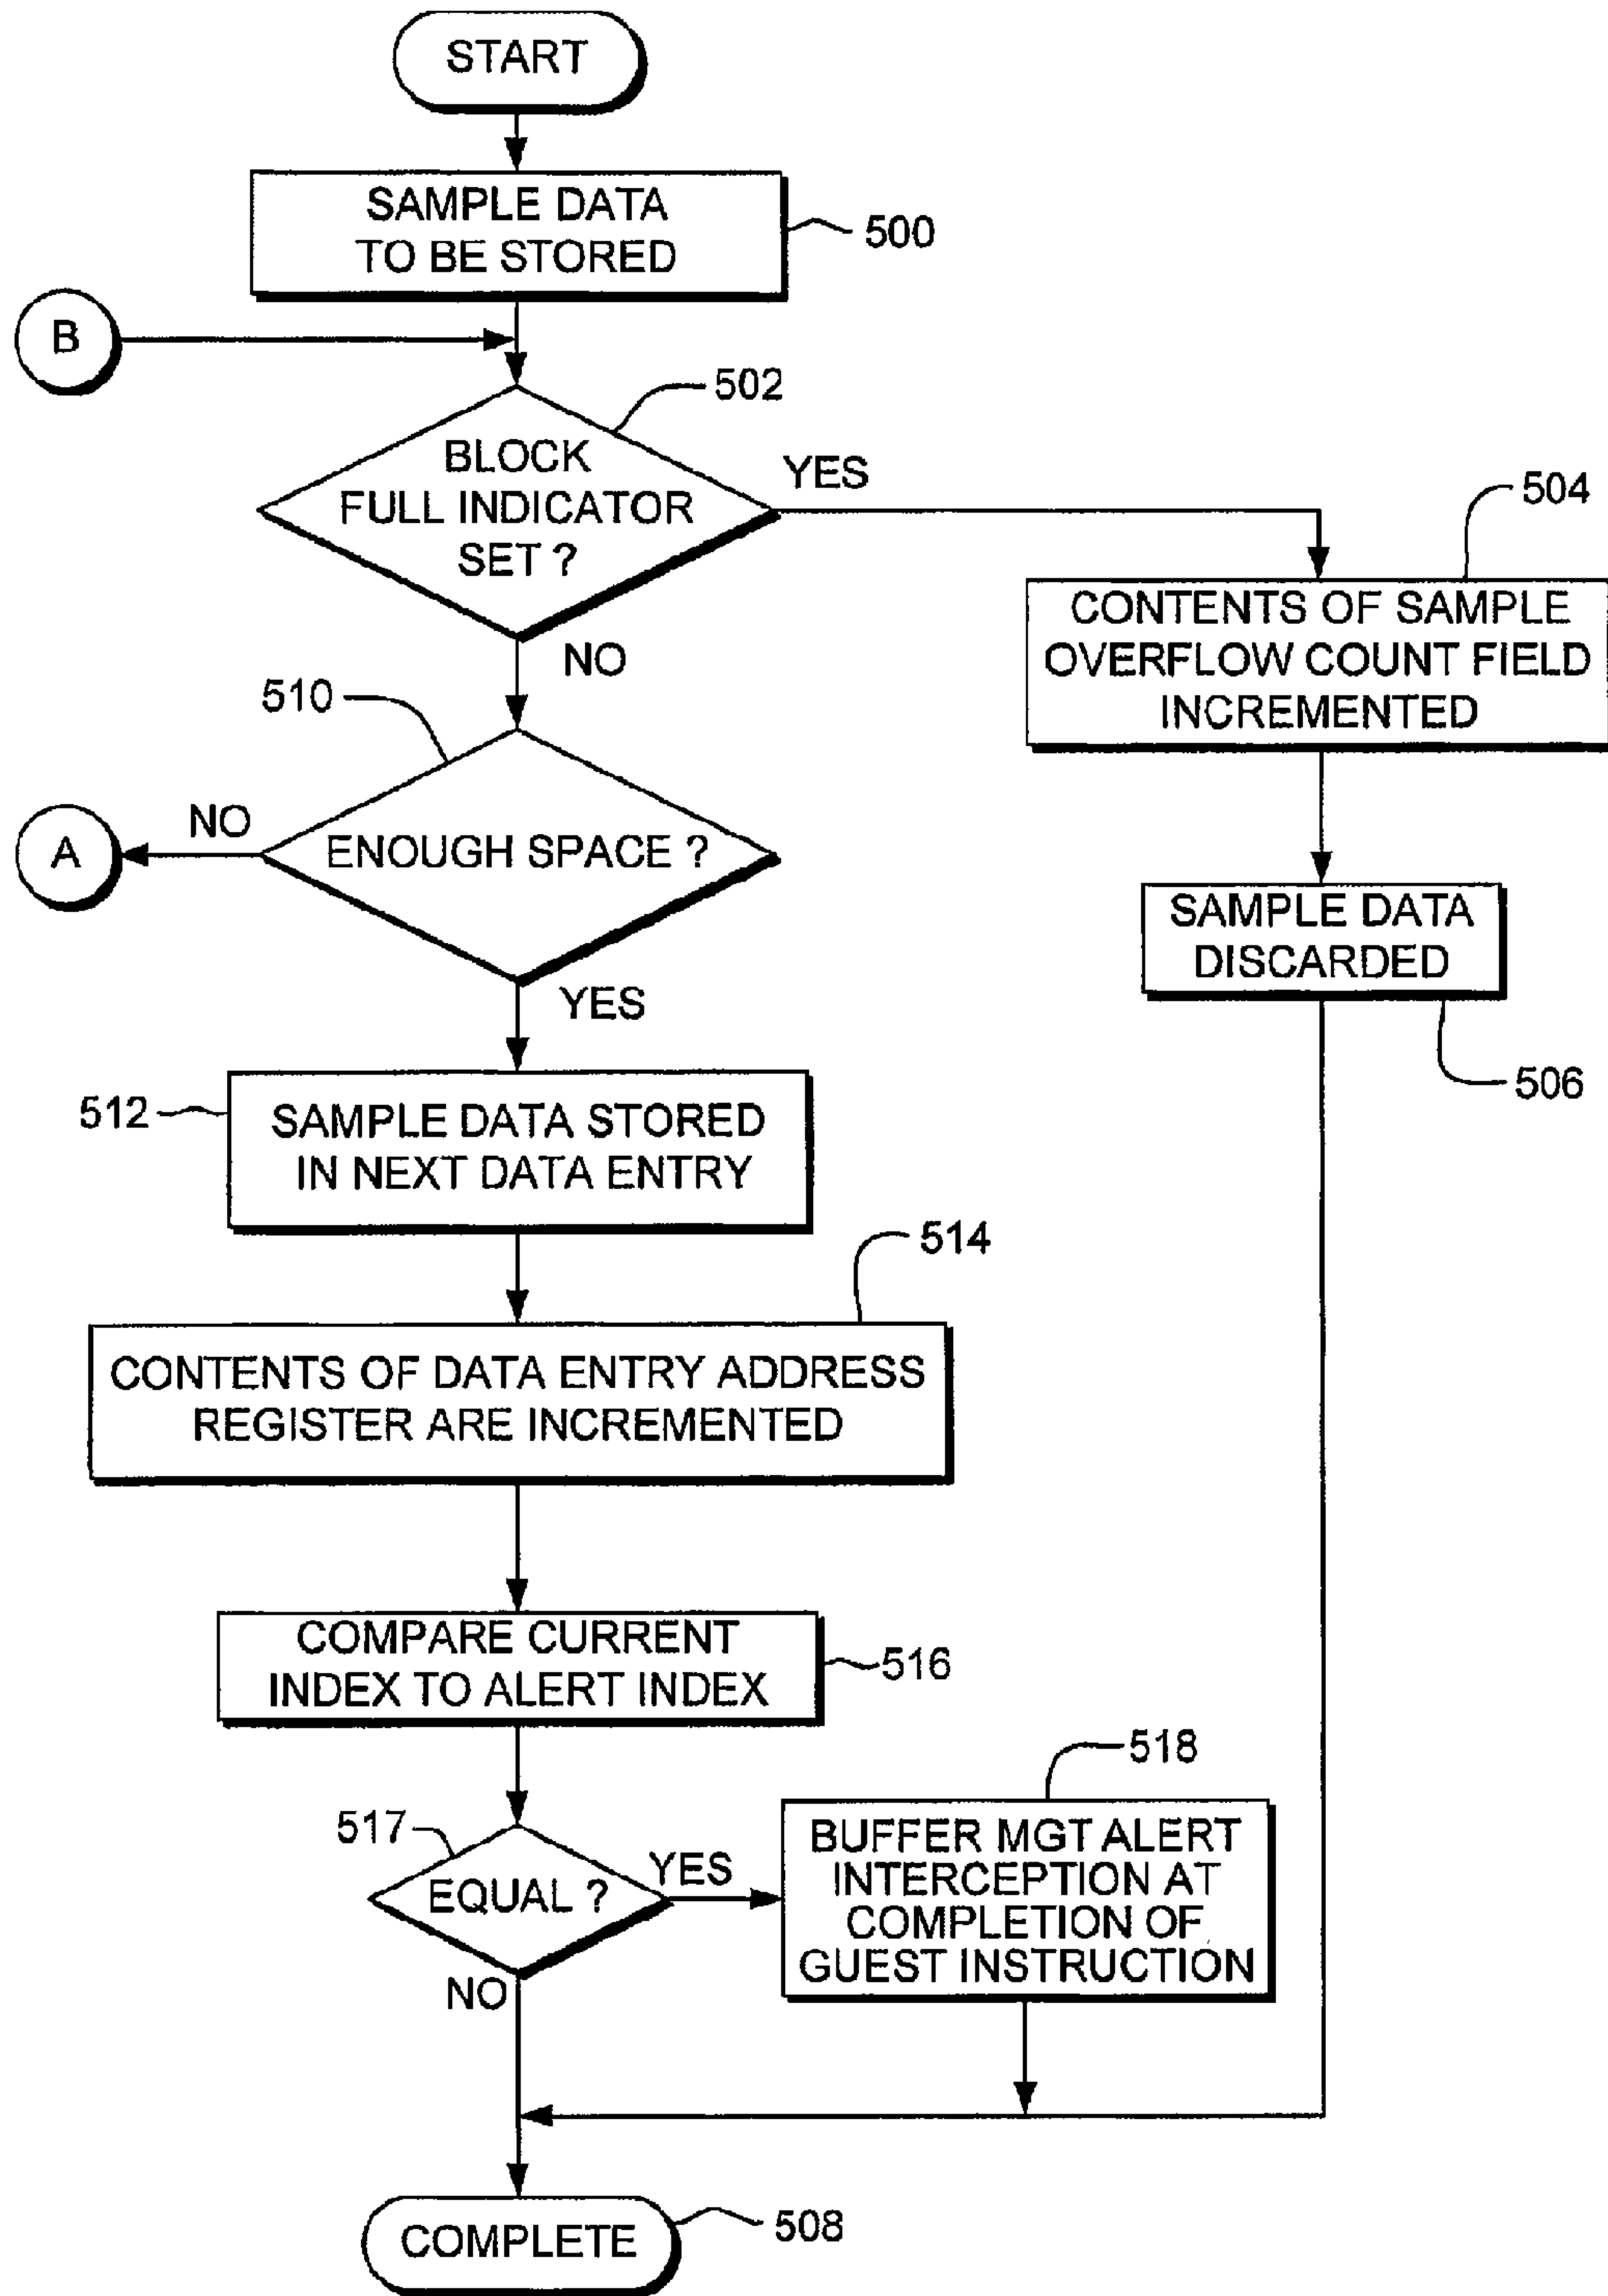 START
SAMPLE DATA
TO BE STORED
500
B
502
BLOCK
FULL INDICATOR
SET ?
YES
504
CONTENTS OF SAMPLE
OVERFLOW COUNT FIELD
INCREMENTED
NO
510
ENOUGH SPACE ?
NO
A
YES
SAMPLE DATA
DISCARDED
506
512
SAMPLE DATA STORED
IN NEXT DATA ENTRY
514
CONTENTS OF DATA ENTRY ADDRESS
REGISTER ARE INCREMENTED
COMPARE CURRENT
INDEX TO ALERT INDEX
516
517
EQUAL ?
YES
518
BUFFER MGT ALERT
INTERCEPTION AT
COMPLETION OF
GUEST INSTRUCTION
NO
COMPLETE
508